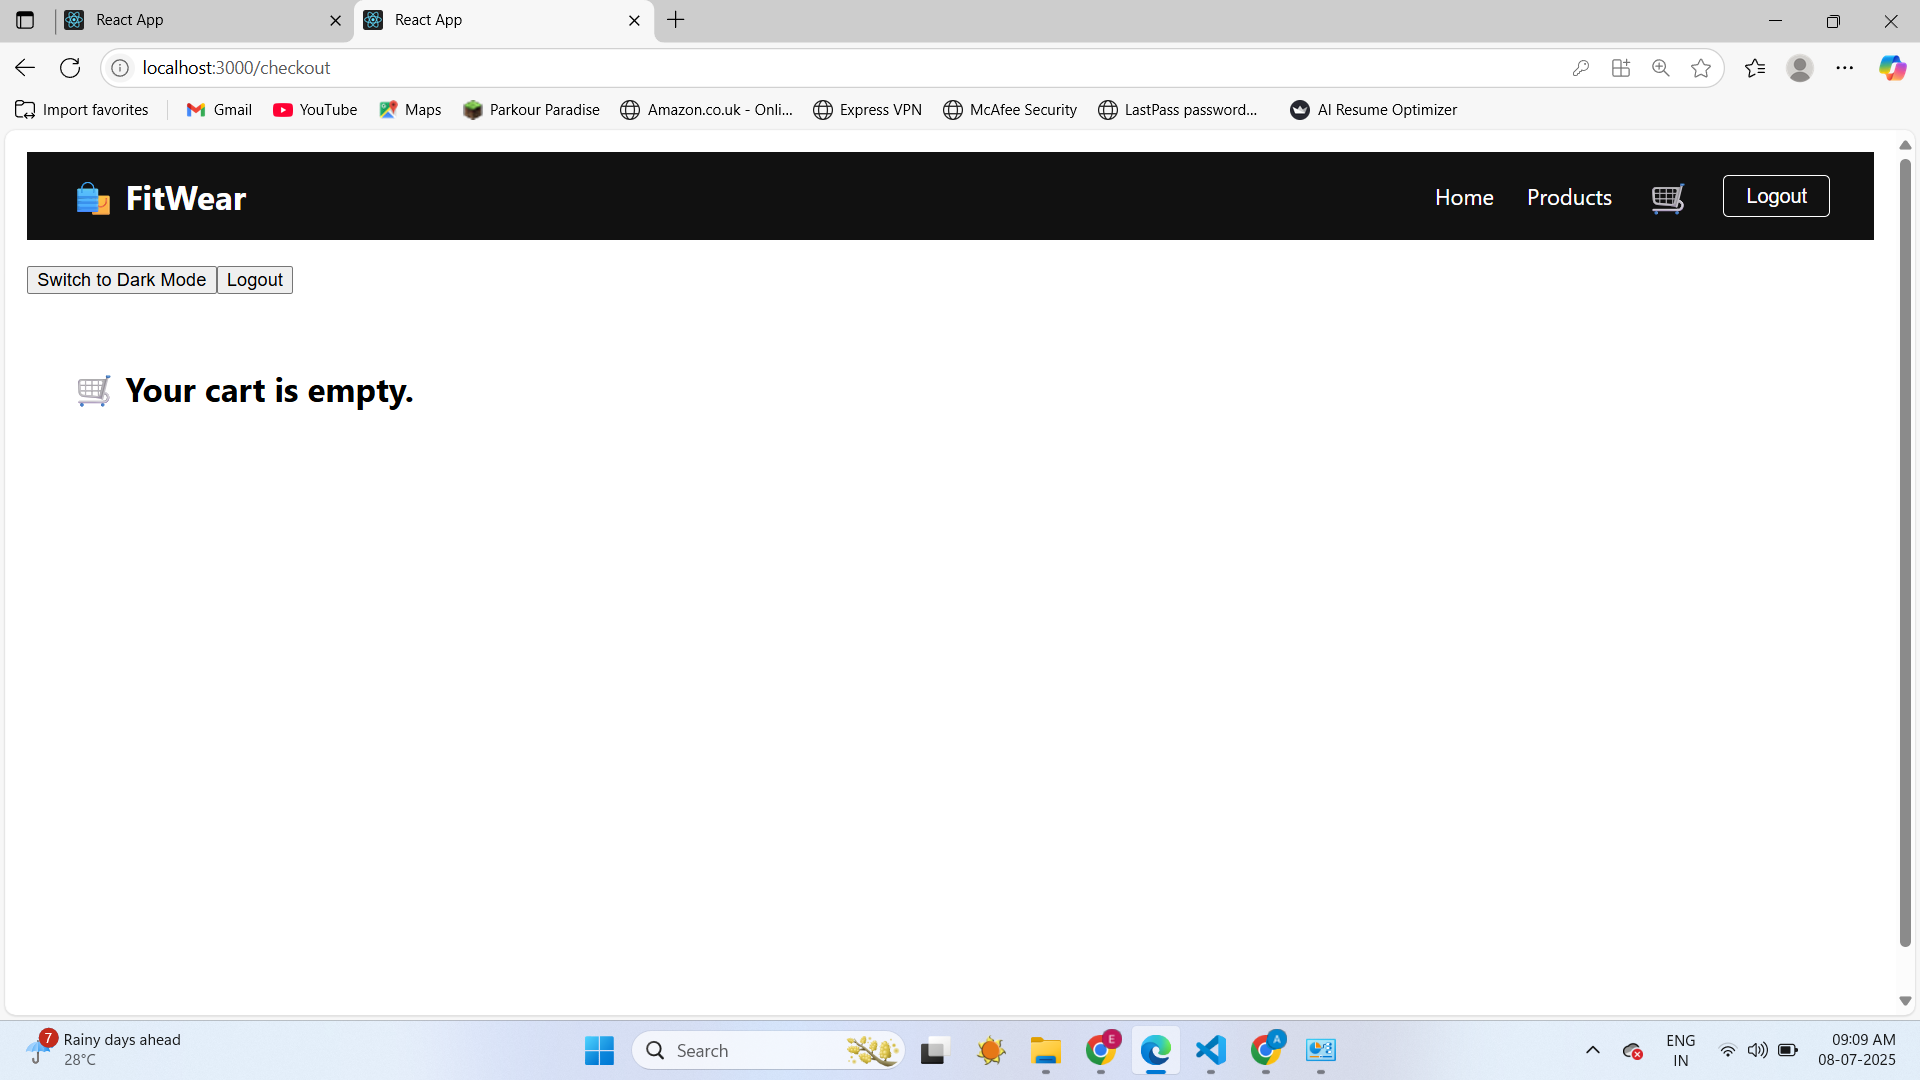 React App
React App
localhost:3000/checkout
Import favorites
Gmail
YouTube
Maps
Parkour Paradise
Amazon.co.uk - Onli...
Express VPN
McAfee Security
LastPass password...
AI Resume Optimizer
FitWear
Home
Products
Logout
Switch to Dark Mode
Logout
Your cart is empty.
7
Rainy days ahead
28°C
Search
E
A
ENG
IN
09:09 AM
08-07-2025